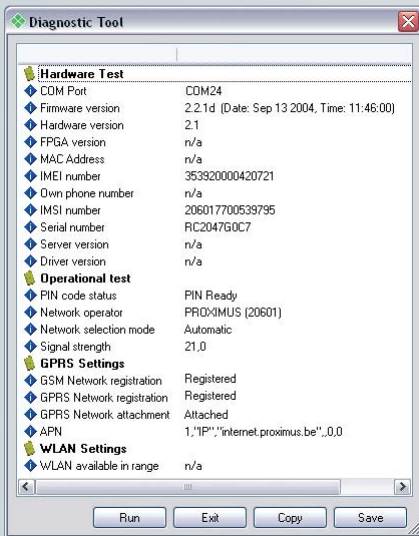 Diagnostic Tool
Hardware Test
COM Port COM24
Firmware version 2.2.1d (Date: Sep 13 2004, Time: 11:46:00)
Hardware version 2.1
FPGA version n/a
MAC Address n/a
IMEI number 353920000420721
Own phone number n/a
IMSI number 206017700539795
Serial number RC2047G0C7
Server version n/a
Driver version n/a
Operational test
PIN code status PIN Ready
Network operator PROXIMUS (20601)
Network selection mode Automatic
Signal strength 21,0
GPRS Settings
GSM Network registration Registered
GPRS Network registration Registered
GPRS Network attachment Attached
APN 1,"IP","internet.proximus.be",,0,0
WLAN Settings
WLAN available in range n/a
Run Exit Copy Save